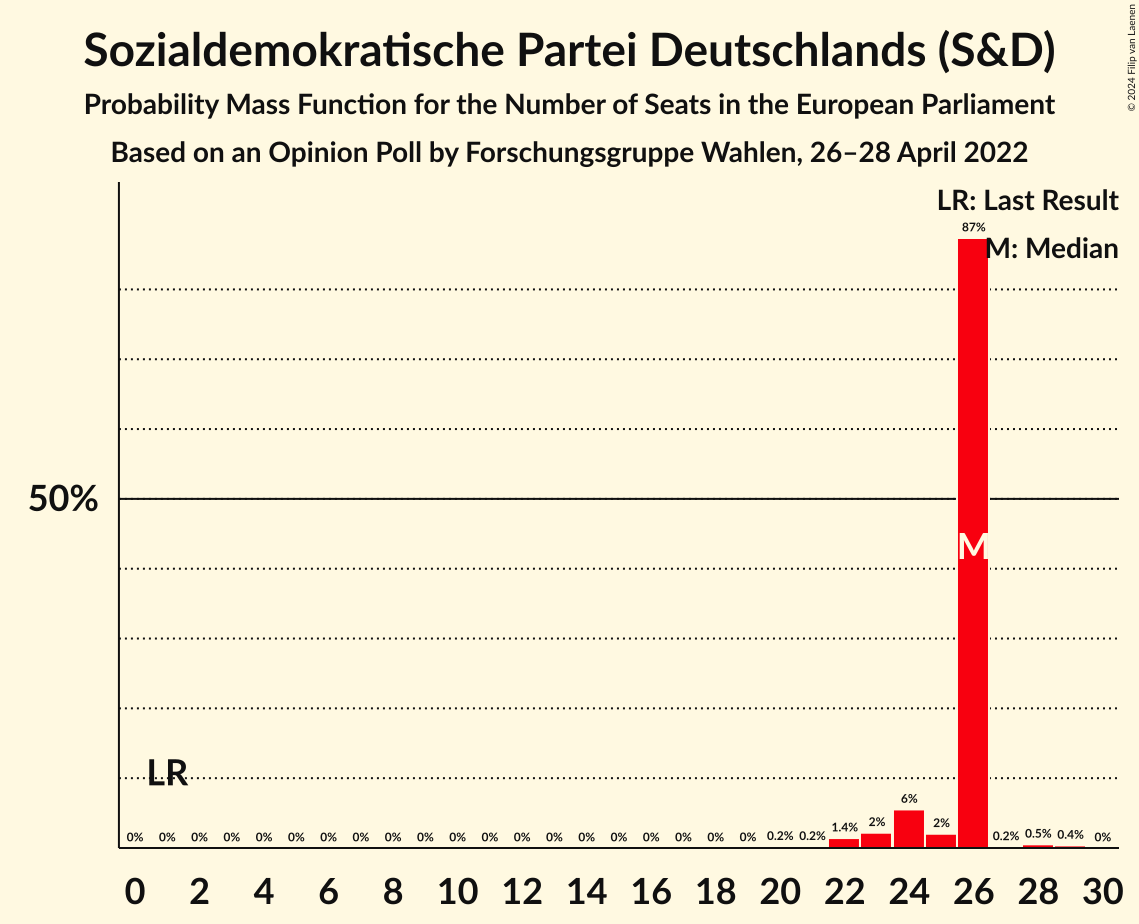 Sozialdemokratische Partei Deutschlands (S&D)
Probability Mass Function for the Number of Seats in the European Parliament
Based on an Opinion Poll by Forschungsgruppe Wahlen, 26–28 April 2022
© 2024 Filip van Laenen
LR: Last Result
87%
M: Median
50%
M
LR
6%
0% 0% 0% 0% 0% 0% 0% 0% 0% 0% 0% 0% 0% 0% 0% 0% 0% 0% 0% 0% 0.2% 0.2% 1.4% 2% 2% 0.2% 0.5% 0.4% 0%
0 2 4 6 8 10 12 14 16 18 20 22 24 26 28 30